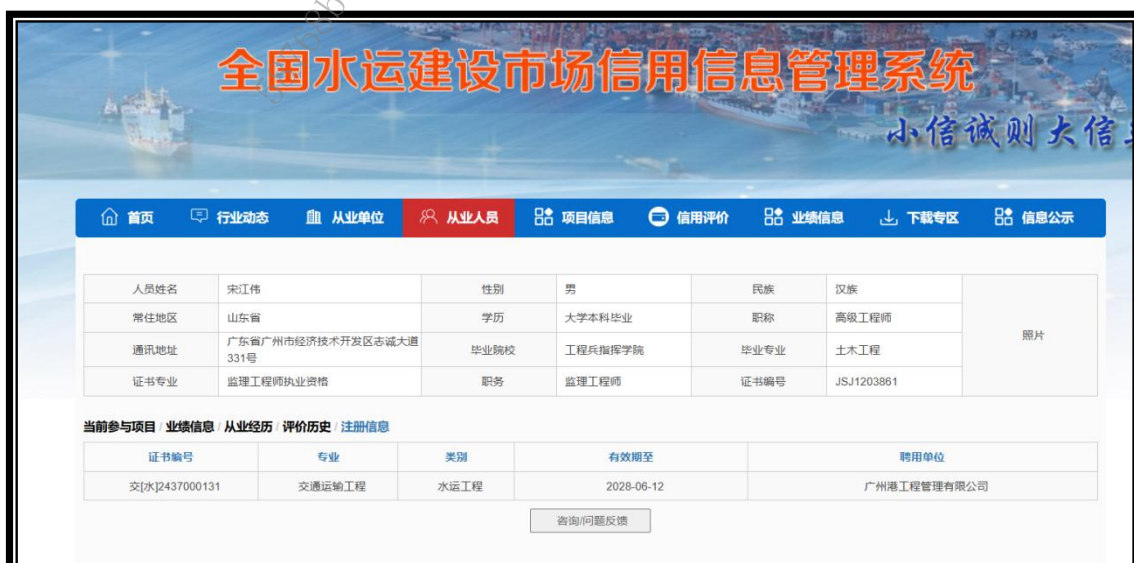 全国水运建设市场信用信息管理系统
小信诚则大信
首页 行业动态 从业单位 从业人员 项目信息 信用评价 业绩信息 下载专区 信息公示
人员姓名 宋江伟 性别 男 民族 汉族 照片
常住地区 山东省 学历 大学本科毕业 职称 高级工程师
通讯地址 广东省广州市经济技术开发区志诚大道
331号 毕业院校 工程兵指挥学院 毕业专业 土木工程
证书专业 监理工程师执业资格 职务 监理工程师 证书编号 JSJ1203861
当前参与项目 / 业绩信息 / 从业经历 / 评价历史 / 注册信息
证书编号 专业 类别 有效期至 聘用单位
交[水]2437000131 交通运输工程 水运工程 2028-06-12 广州港工程管理有限公司
咨询/问题反馈